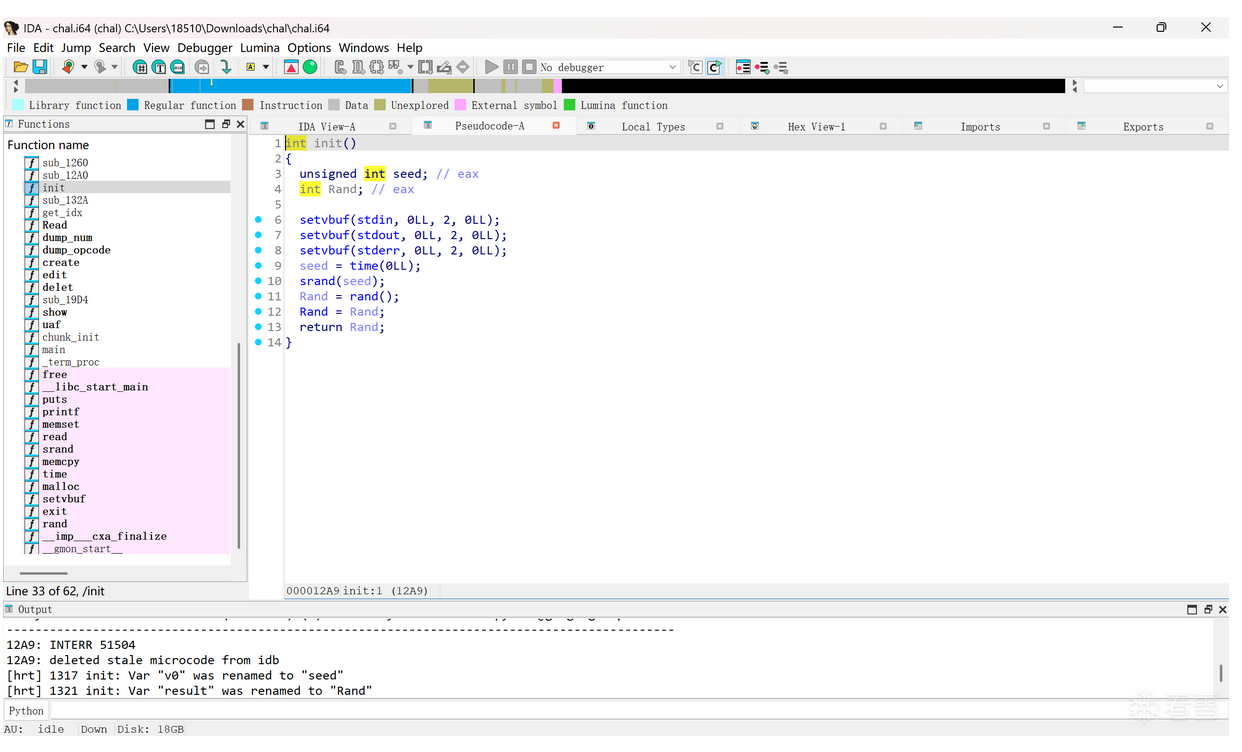 IDA - chal.i64 (chal) C:\Users\18510\Downloads\chal\chal.i64
File Edit Jump Search View Debugger Lumina Options Windows Help
No debugger
Library function Regular function Instruction Data Unexplored External symbol Lumina function
Functions
IDA View-A Pseudocode-A Local Types Hex View-1 Imports Exports
Function name
f sub_1260
f sub_12A0
f init
f sub_132A
f get_idx
f Read
f dump_num
f dump_opcode
f create
f edit
f delet
f sub_19D4
f show
f uaf
f chunk_init
f main
f _term_proc
f free
f __libc_start_main
f puts
f printf
f memset
f read
f srand
f memcpy
f time
f malloc
f setvbuf
f exit
f rand
f __imp___cxa_finalize
f __gmon_start__
Line 33 of 62, /init
1 int init()
2 {
3 unsigned int seed; // eax
4 int Rand; // eax
5
6 setvbuf(stdin, 0LL, 2, 0LL);
7 setvbuf(stdout, 0LL, 2, 0LL);
8 setvbuf(stderr, 0LL, 2, 0LL);
9 seed = time(0LL);
10 srand(seed);
11 Rand = rand();
12 Rand = Rand;
13 return Rand;
14 }
000012A9 init:1 (12A9)
Output
--------------------------------------------------------------------------------------------
12A9: INTERR 51504
12A9: deleted stale microcode from idb
[hrt] 1317 init: Var "v0" was renamed to "seed"
[hrt] 1321 init: Var "result" was renamed to "Rand"
Python
AU: idle Down Disk: 18GB
看雪